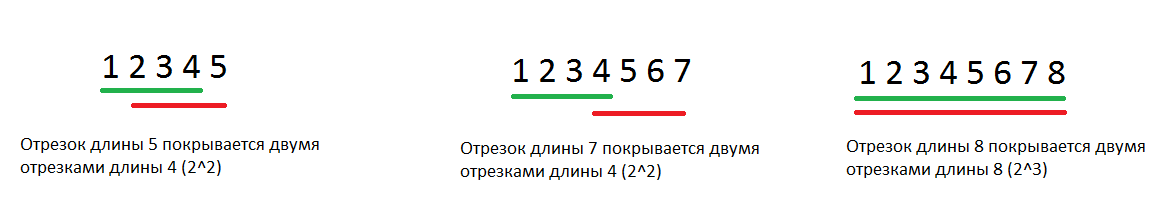 1 2 3 4 5
Отрезок длины 5 покрывается двумя
отрезками длины 4 (2^2)
1 2 3 4 5 6 7
Отрезок длины 7 покрывается двумя
отрезками длины 4 (2^2)
1 2 3 4 5 6 7 8
Отрезок длины 8 покрывается двумя
отрезками длины 8 (2^3)